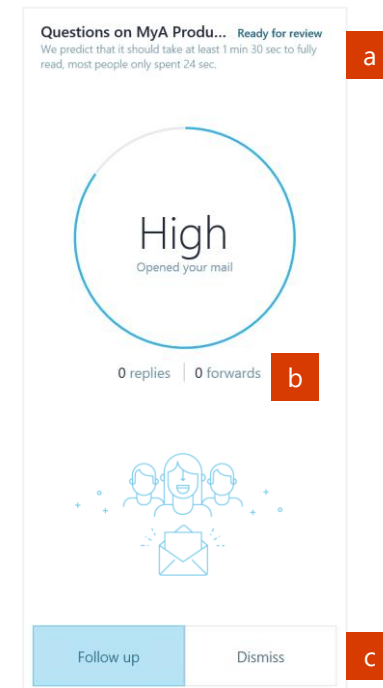 Questions on MyA Produ... Ready for review
We predict that it should take at least 1 min 30 sec to fully
read, most people only spent 24 sec.
a
High
Opened your mail
0 replies 0 forwards
b
Follow up Dismiss
c